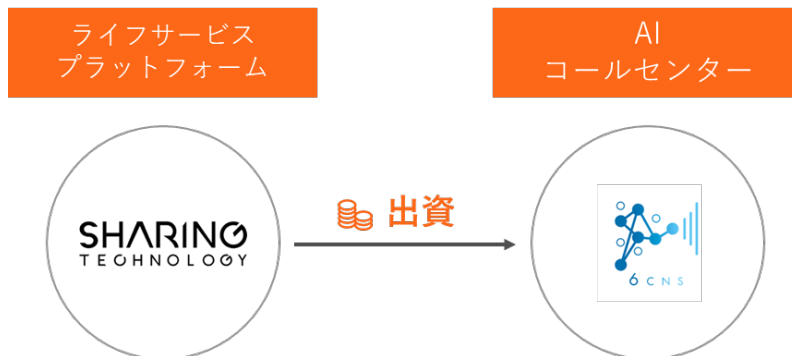 ライフサービス
プラットフォーム
AI
コールセンター
SHARING
TECHNOLOGY
出資
6 CNS